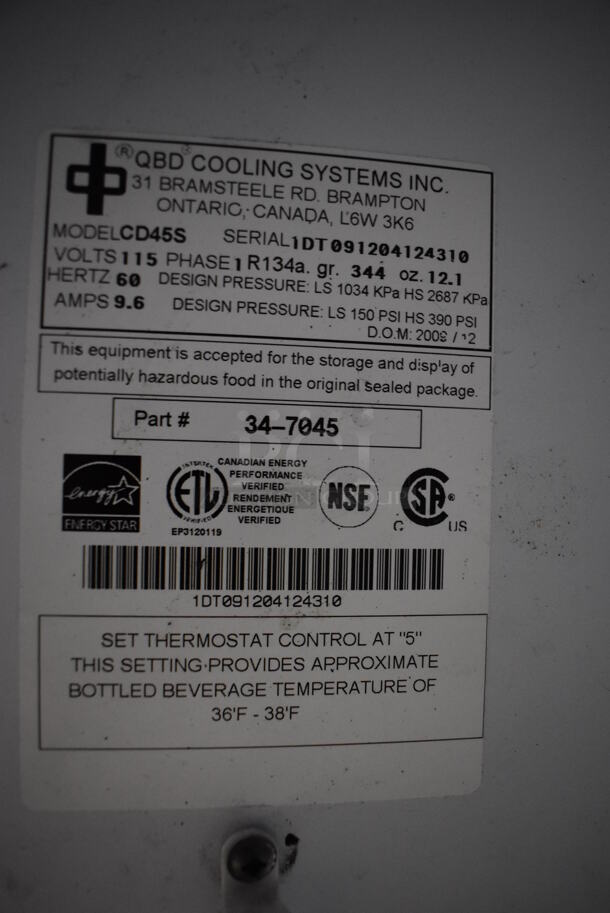 ® QBD COOLING SYSTEMS INC.
31 BRAMSTEELE RD. BRAMPTON
ONTARIO, CANADA, L6W 3K6
MODEL CD45S SERIAL 1DT091204124310
VOLTS 115 PHASE 1 R134a. gr. 344 oz. 12.1
HERTZ 60 DESIGN PRESSURE: LS 1034 KPa HS 2687 KPa
AMPS 9.6 DESIGN PRESSURE: LS 150 PSI HS 390 PSI
D.O.M: 2009 / 12
This equipment is accepted for the storage and display of
potentially hazardous food in the original sealed package.
Part # 34-7045
energy
ENERGY STAR
INTERTEK
ETL
VERIFIED
EP3120119
CANADIAN ENERGY
PERFORMANCE
VERIFIED
RENDEMENT
ENERGETIQUE
VERIFIED
NSF
C SA ® US
1DT091204124310
SET THERMOSTAT CONTROL AT "5"
THIS SETTING PROVIDES APPROXIMATE
BOTTLED BEVERAGE TEMPERATURE OF
36'F - 38'F